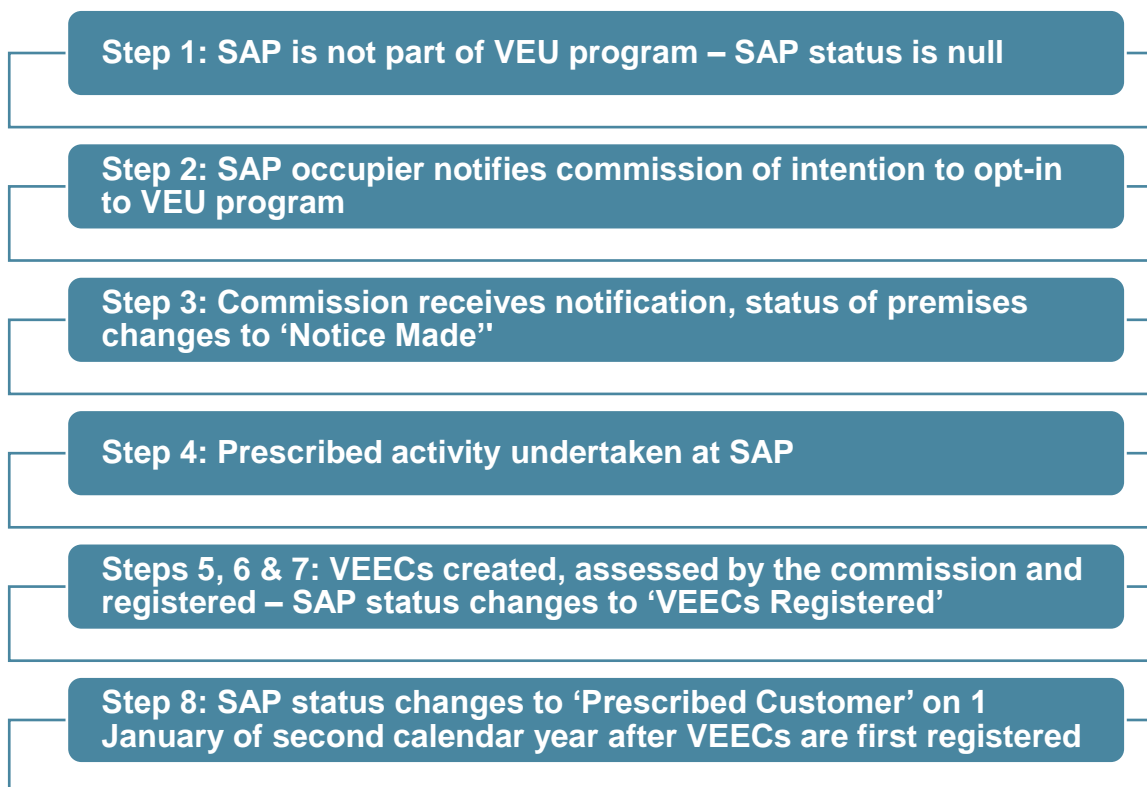 Step 1: SAP is not part of VEU program – SAP status is null
Step 2: SAP occupier notifies commission of intention to opt-in
to VEU program
Step 3: Commission receives notification, status of premises
changes to ‘Notice Made''
Step 4: Prescribed activity undertaken at SAP
Steps 5, 6 & 7: VEECs created, assessed by the commission and
registered – SAP status changes to ‘VEECs Registered’
Step 8: SAP status changes to ‘Prescribed Customer’ on 1
January of second calendar year after VEECs are first registered